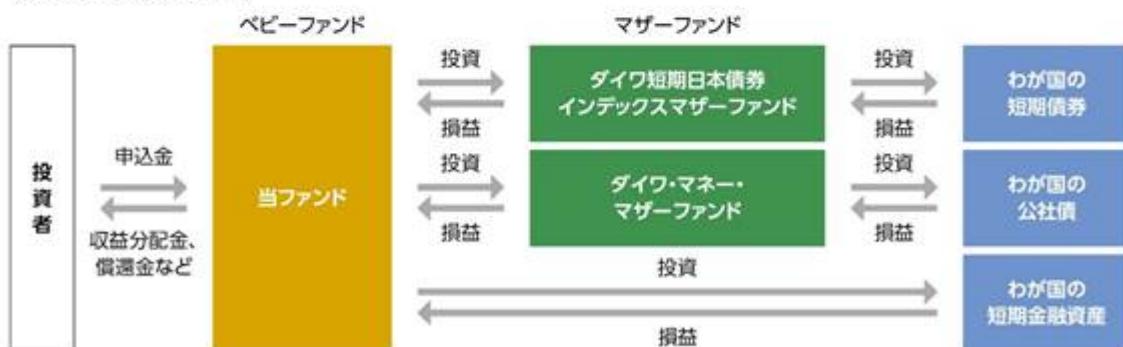 ベビーファンド
マザーファンド
投資者
申込金
収益分配金、
償還金など
当ファンド
投資
損益
ダイワ短期日本債券
インデックスマザーファンド
投資
損益
わが国の
短期債券
投資
損益
ダイワ・マネー・
マザーファンド
投資
損益
わが国の
公社債
投資
損益
わが国の
短期金融資産